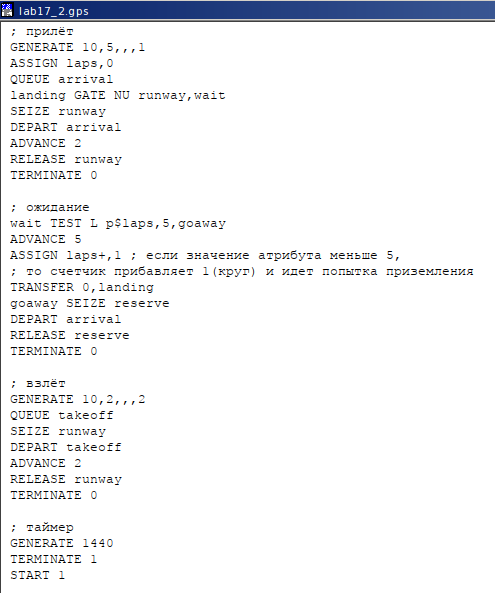 lab17_2.gps
; прилёт
GENERATE 10,5,,,1
ASSIGN laps,0
QUEUE arrival
landing GATE NU runway,wait
SEIZE runway
DEPART arrival
ADVANCE 2
RELEASE runway
TERMINATE 0
; ожидание
wait TEST L p$laps,5,goaway
ADVANCE 5
ASSIGN laps+,1 ; если значение атрибута меньше 5,
; то счетчик прибавляет 1(круг) и идет попытка приземления
TRANSFER 0,landing
goaway SEIZE reserve
DEPART arrival
RELEASE reserve
TERMINATE 0
; взлёт
GENERATE 10,2,,,2
QUEUE takeoff
SEIZE runway
DEPART takeoff
ADVANCE 2
RELEASE runway
TERMINATE 0
; таймер
GENERATE 1440
TERMINATE 1
START 1